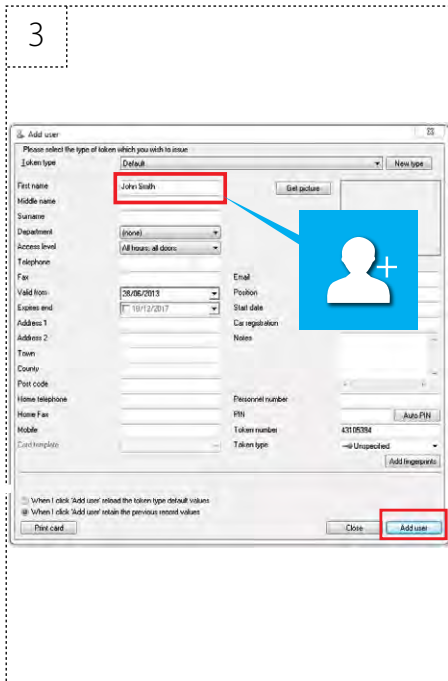 3
Add user
Please select the type of token which you wish to issue
Token type Default New type
First name John Smith Get picture
Middle name
Surname
Department (none)
Access level All hours, all doors
Telephone
Fax Email
Valid from 28/06/2013 Position
Expires end 18/12/2017 Start date
Address 1 Car registration
Address 2 Notes
Town
County
Post code
Home telephone Personnel number
Home Fax PIN Auto PIN
Mobile Token number 43105394
Card template Token type Unspecified
Add fingerprints
When I click 'Add user' reload the token type default values
When I click 'Add user' retain the previous record values
Print card Close Add user